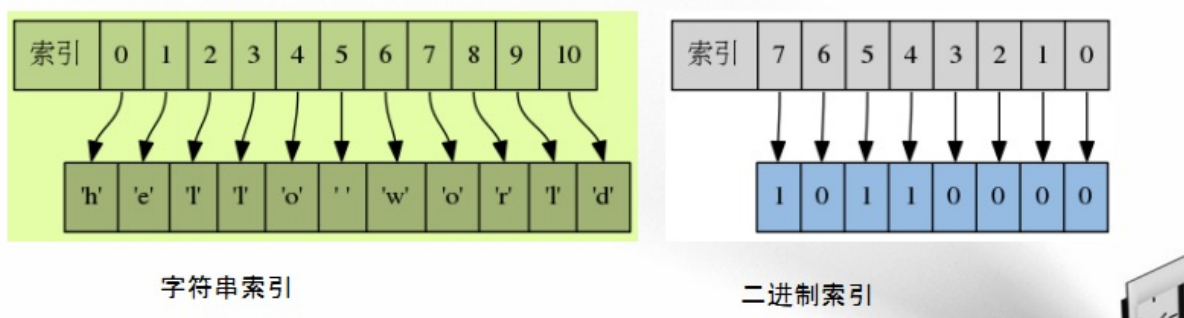 索引 0 1 2 3 4 5 6 7 8 9 10
'h' 'e' 'l' 'l' 'o' ' ' 'w' 'o' 'r' 'l' 'd'
字符串索引
索引 7 6 5 4 3 2 1 0
1 0 1 1 0 0 0 0
二进制索引